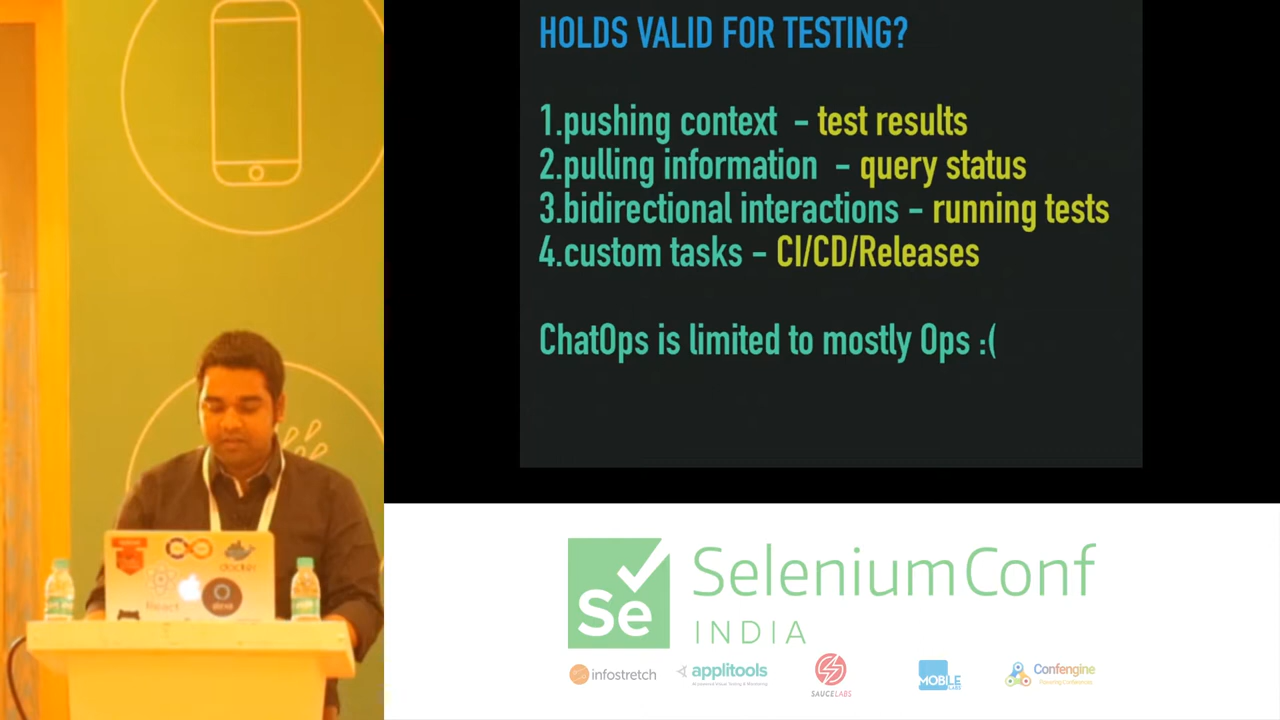 HOLDS VALID FOR TESTING?
1.pushing context - test results
2.pulling information - query status
3.bidirectional interactions - running tests
4.custom tasks - CI/CD/Releases
ChatOps is limited to mostly Ops :(
Se SeleniumConf
INDIA
infostretch applitools SAUCELABS MOBILE LABS Confengine
docker
React